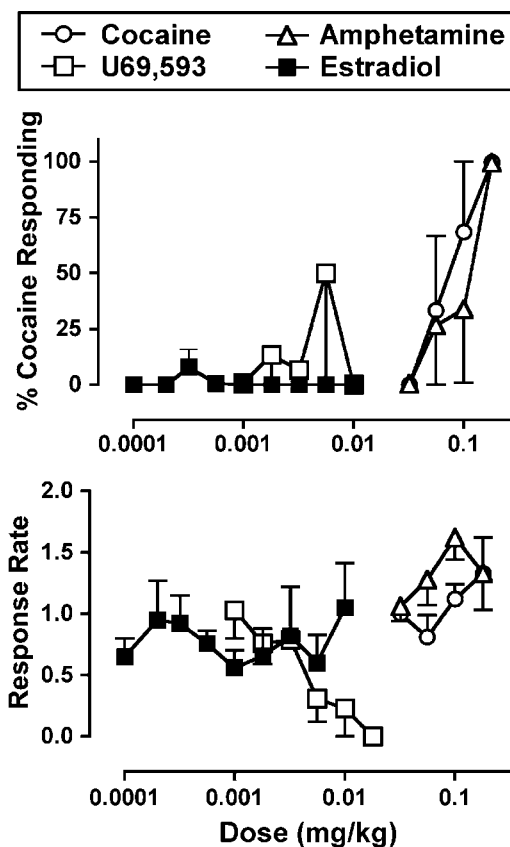 Cocaine Amphetamine
U69,593 Estradiol
% Cocaine Responding
100
75
50
25
0
0.0001 0.001 0.01 0.1
Response Rate
2.0
1.5
1.0
0.5
0.0
0.0001 0.001 0.01 0.1
Dose (mg/kg)